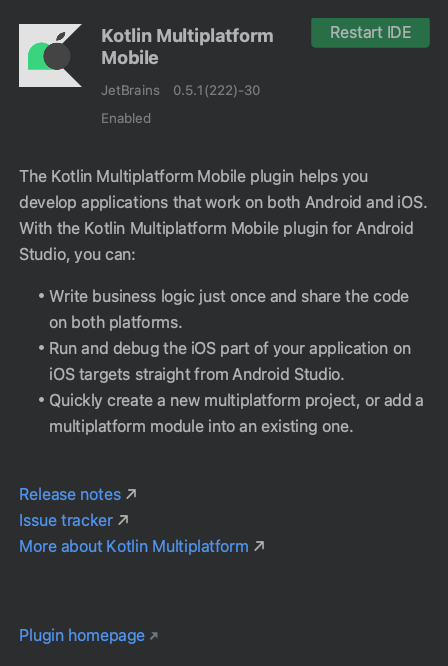 Kotlin Multiplatform
Mobile
Restart IDE
JetBrains 0.5.1(222)-30
Enabled
The Kotlin Multiplatform Mobile plugin helps you
develop applications that work on both Android and iOS.
With the Kotlin Multiplatform Mobile plugin for Android
Studio, you can:
• Write business logic just once and share the code
on both platforms.
• Run and debug the iOS part of your application on
iOS targets straight from Android Studio.
• Quickly create a new multiplatform project, or add a
multiplatform module into an existing one.
Release notes ↗
Issue tracker ↗
More about Kotlin Multiplatform ↗
Plugin homepage ↗